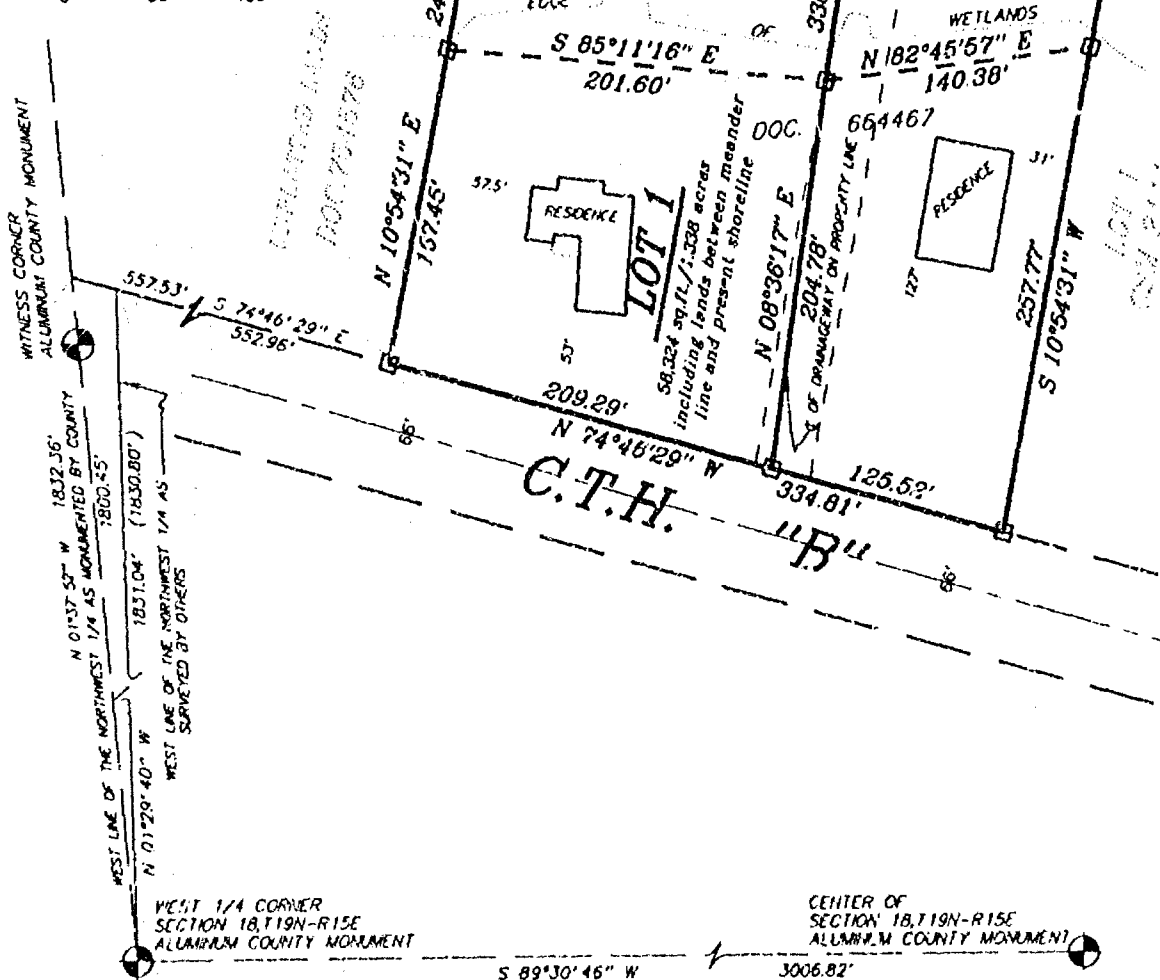 OF
WETLANDS
S 85°11'16" E
201.60'
N 82°45'57" E
140.38'
DOC. 664467
N 10°54'31" E
157.45'
57.5'
RESIDENCE
53'
LOT 1
58,324 sq.ft./1.338 acres
including lands between meander
line and present shoreline
N 08°36'17" E
204.78'
OF DRAINAGEWAY ON PROPERTY LINE
RESIDENCE
31'
127'
257.77'
S 10°54'31" W
WITNESS CORNER
ALUMINUM COUNTY MONUMENT
557.53'
S 74°46'29" E
552.96'
209.29'
N 74°46'29" W
125.52'
334.81'
66'
C.T.H. "B"
66'
N 01°37'52" W 1832.36'
WEST LINE OF THE NORTHWEST 1/4 AS MONUMENTED BY COUNTY
1800.45'
1831.04' (1830.80')
WEST LINE OF THE NORTHWEST 1/4 AS
SURVEYED BY OTHERS
N 01°29'40" W
WEST 1/4 CORNER
SECTION 18,T19N-R15E
ALUMINUM COUNTY MONUMENT
CENTER OF
SECTION 18,T19N-R15E
ALUMINUM COUNTY MONUMENT
S 89°30'46" W
3006.82'